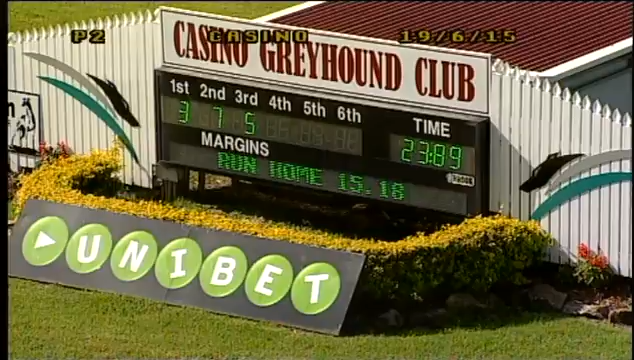 P2 CASINO 19/6/15
CASINO GREYHOUND CLUB
1st 2nd 3rd 4th 5th 6th TIME
3 7 5 23:89
MARGINS
RUN HOME 15.18
UNIBET